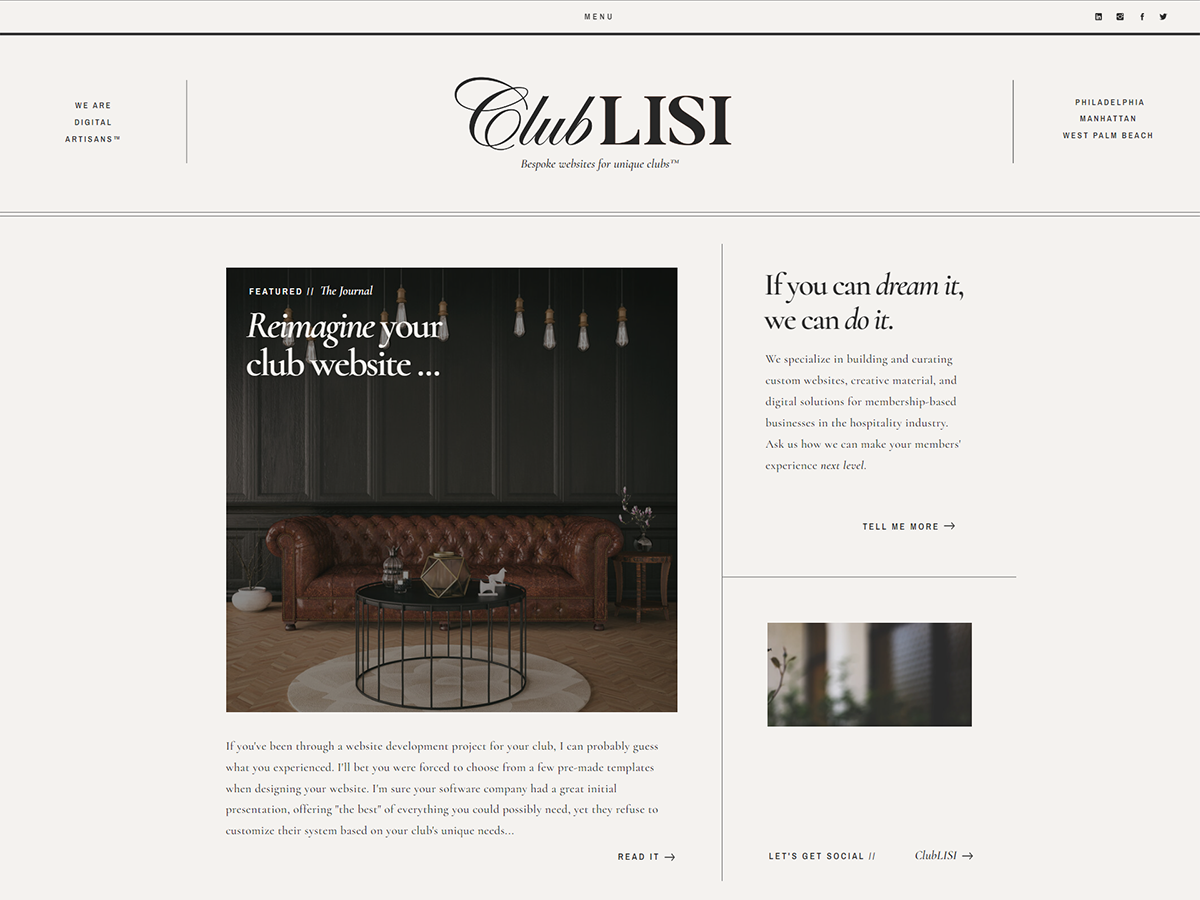 MENU
WE ARE
DIGITAL
ARTISANS™
Club LISI
Bespoke websites for unique clubs™
PHILADELPHIA
MANHATTAN
WEST PALM BEACH
FEATURED // The Journal
Reimagine your
club website ...
If you've been through a website development project for your club, I can probably guess
what you experienced. I'll bet you were forced to choose from a few pre-made templates
when designing your website. I'm sure your software company had a great initial
presentation, offering "the best" of everything you could possibly need, yet they refuse to
customize their system based on your club's unique needs...
READ IT →
If you can dream it,
we can do it.
We specialize in building and curating
custom websites, creative material, and
digital solutions for membership-based
businesses in the hospitality industry.
Ask us how we can make your members'
experience next level.
TELL ME MORE →
LET'S GET SOCIAL // ClubLISI →